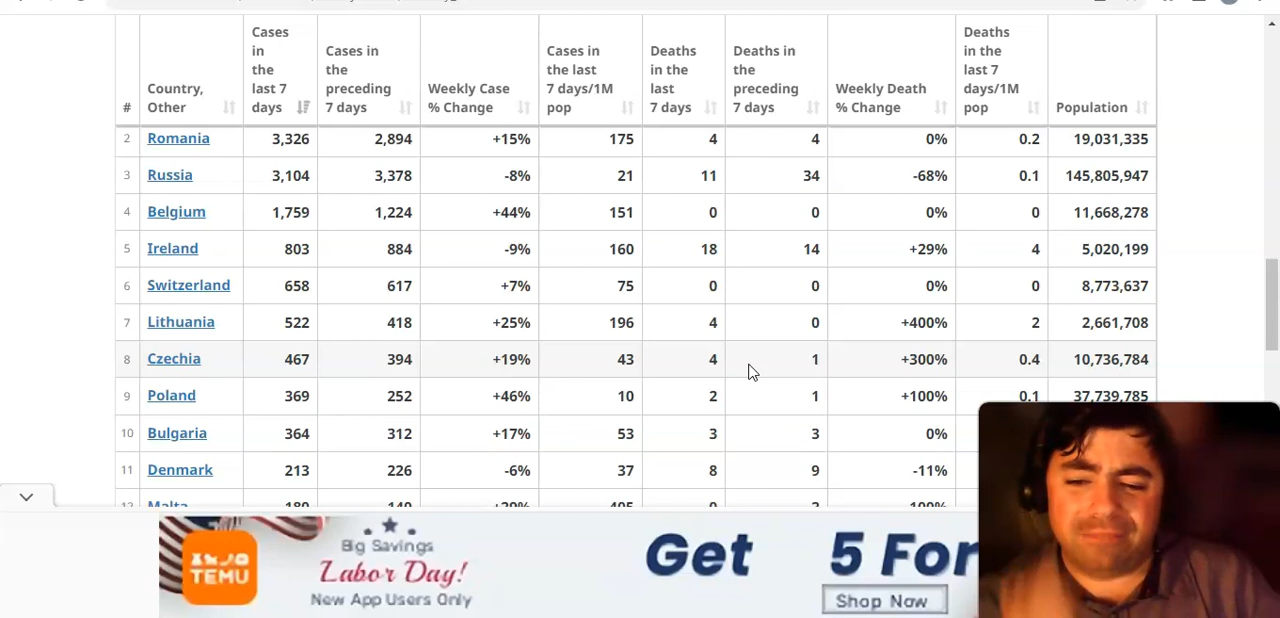 # Country, Other Cases in the last 7 days Cases in the preceding 7 days Weekly Case % Change Cases in the last 7 days/1M pop Deaths in the last 7 days Deaths in the preceding 7 days Weekly Death % Change Deaths in the last 7 days/1M pop Population
2 Romania 3,326 2,894 +15% 175 4 4 0% 0.2 19,031,335
3 Russia 3,104 3,378 -8% 21 11 34 -68% 0.1 145,805,947
4 Belgium 1,759 1,224 +44% 151 0 0 0% 0 11,668,278
5 Ireland 803 884 -9% 160 18 14 +29% 4 5,020,199
6 Switzerland 658 617 +7% 75 0 0 0% 0 8,773,637
7 Lithuania 522 418 +25% 196 4 0 +400% 2 2,661,708
8 Czechia 467 394 +19% 43 4 1 +300% 0.4 10,736,784
9 Poland 369 252 +46% 10 2 1 +100% 0.1 37,739,785
10 Bulgaria 364 312 +17% 53 3 3 0%
11 Denmark 213 226 -6% 37 8 9 -11%
Malta
TEMU
Big Savings
Labor Day!
New App Users Only
Get 5 For
Shop Now